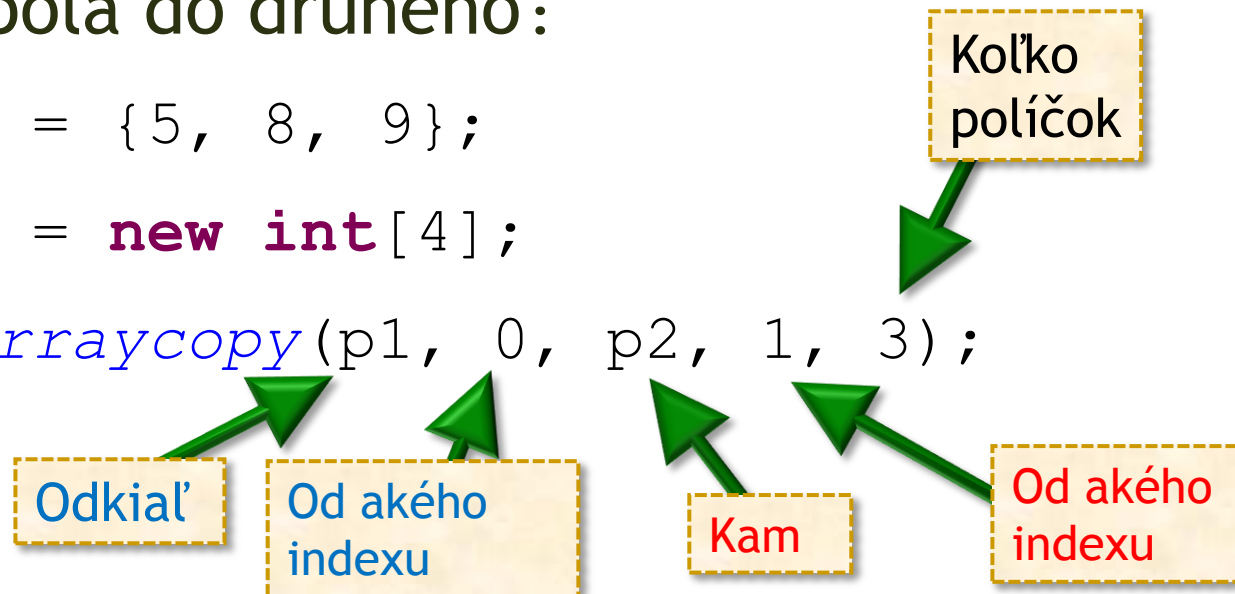 pola do druhého:
= {5, 8, 9};
= new int[4];
rraycopy(p1, 0, p2, 1, 3);
Koľko
políčok
Odkiaľ
Od akého
indexu
Kam
Od akého
indexu